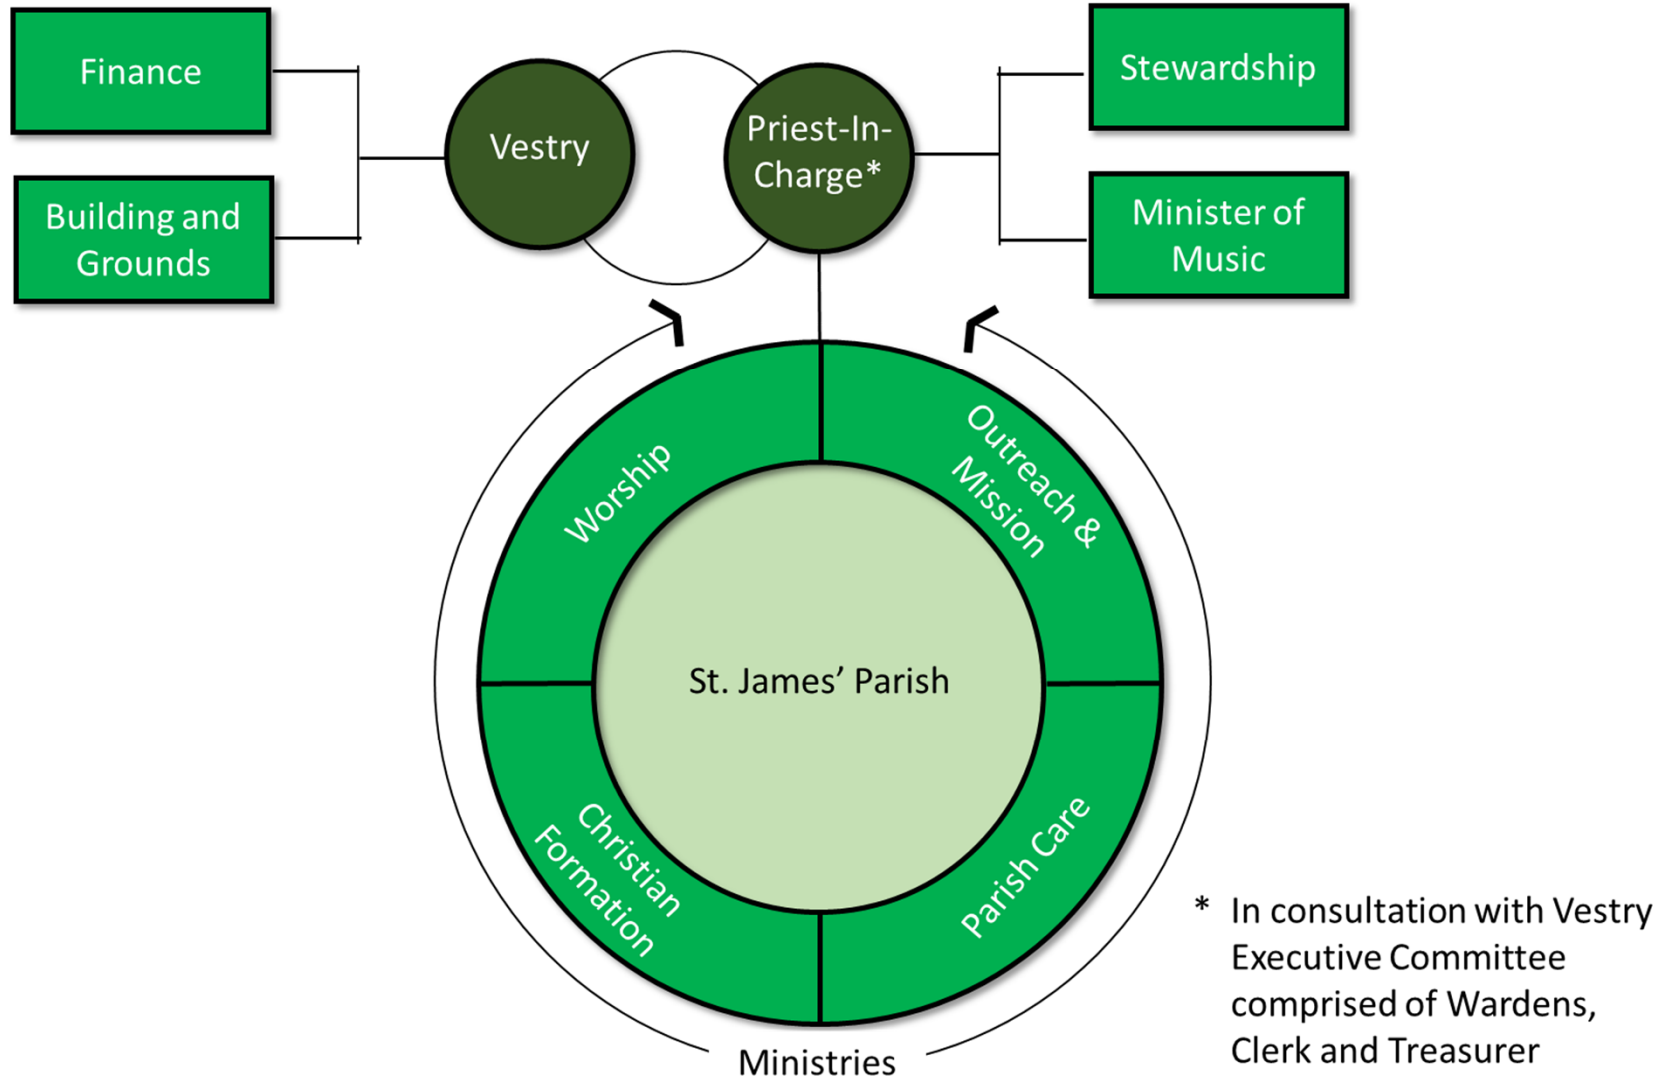 Finance
Building and
Grounds
Vestry
Priest-In-
Charge*
Stewardship
Minister of
Music
Worship
Outreach &
Mission
St. James’ Parish
Christian
Formation
Parish Care
Ministries
* In consultation with Vestry
Executive Committee
comprised of Wardens,
Clerk and Treasurer